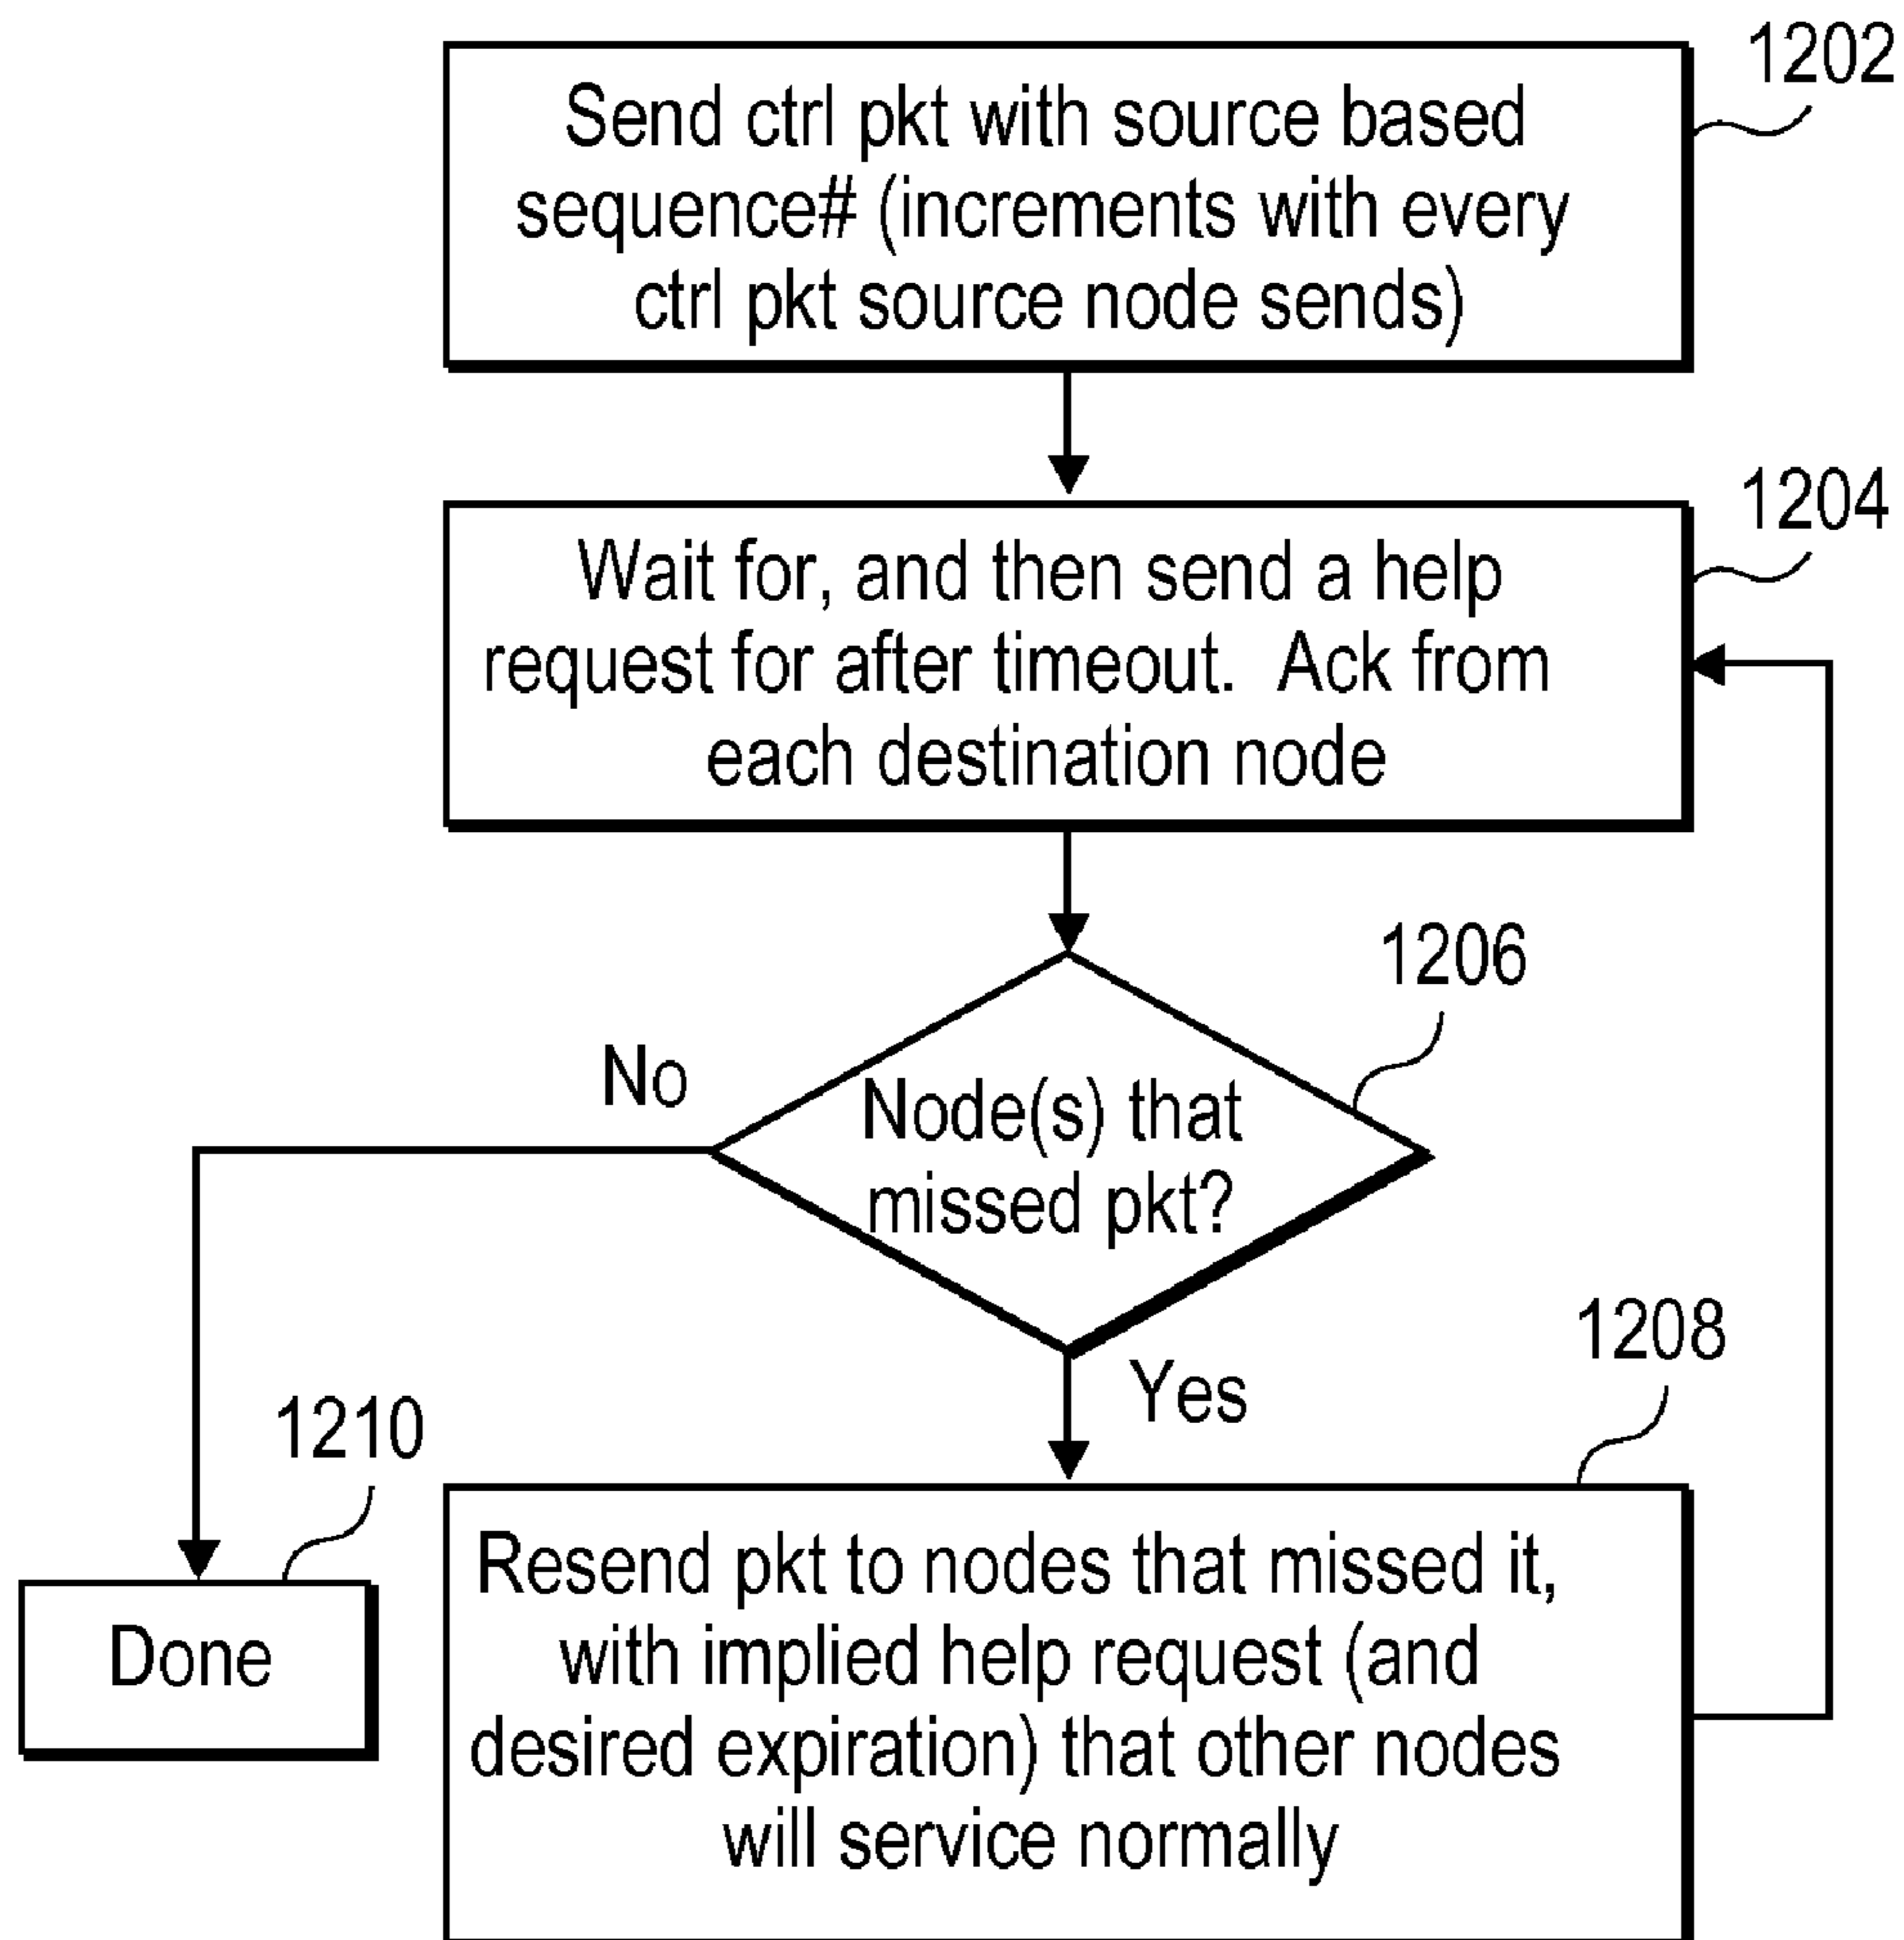 1202
Send ctrl pkt with source based
sequence# (increments with every
ctrl pkt source node sends)
1204
Wait for, and then send a help
request for after timeout. Ack from
each destination node
1206
No
Node(s) that
missed pkt?
Yes
1208
1210
Resend pkt to nodes that missed it,
with implied help request (and
desired expiration) that other nodes
will service normally
Done